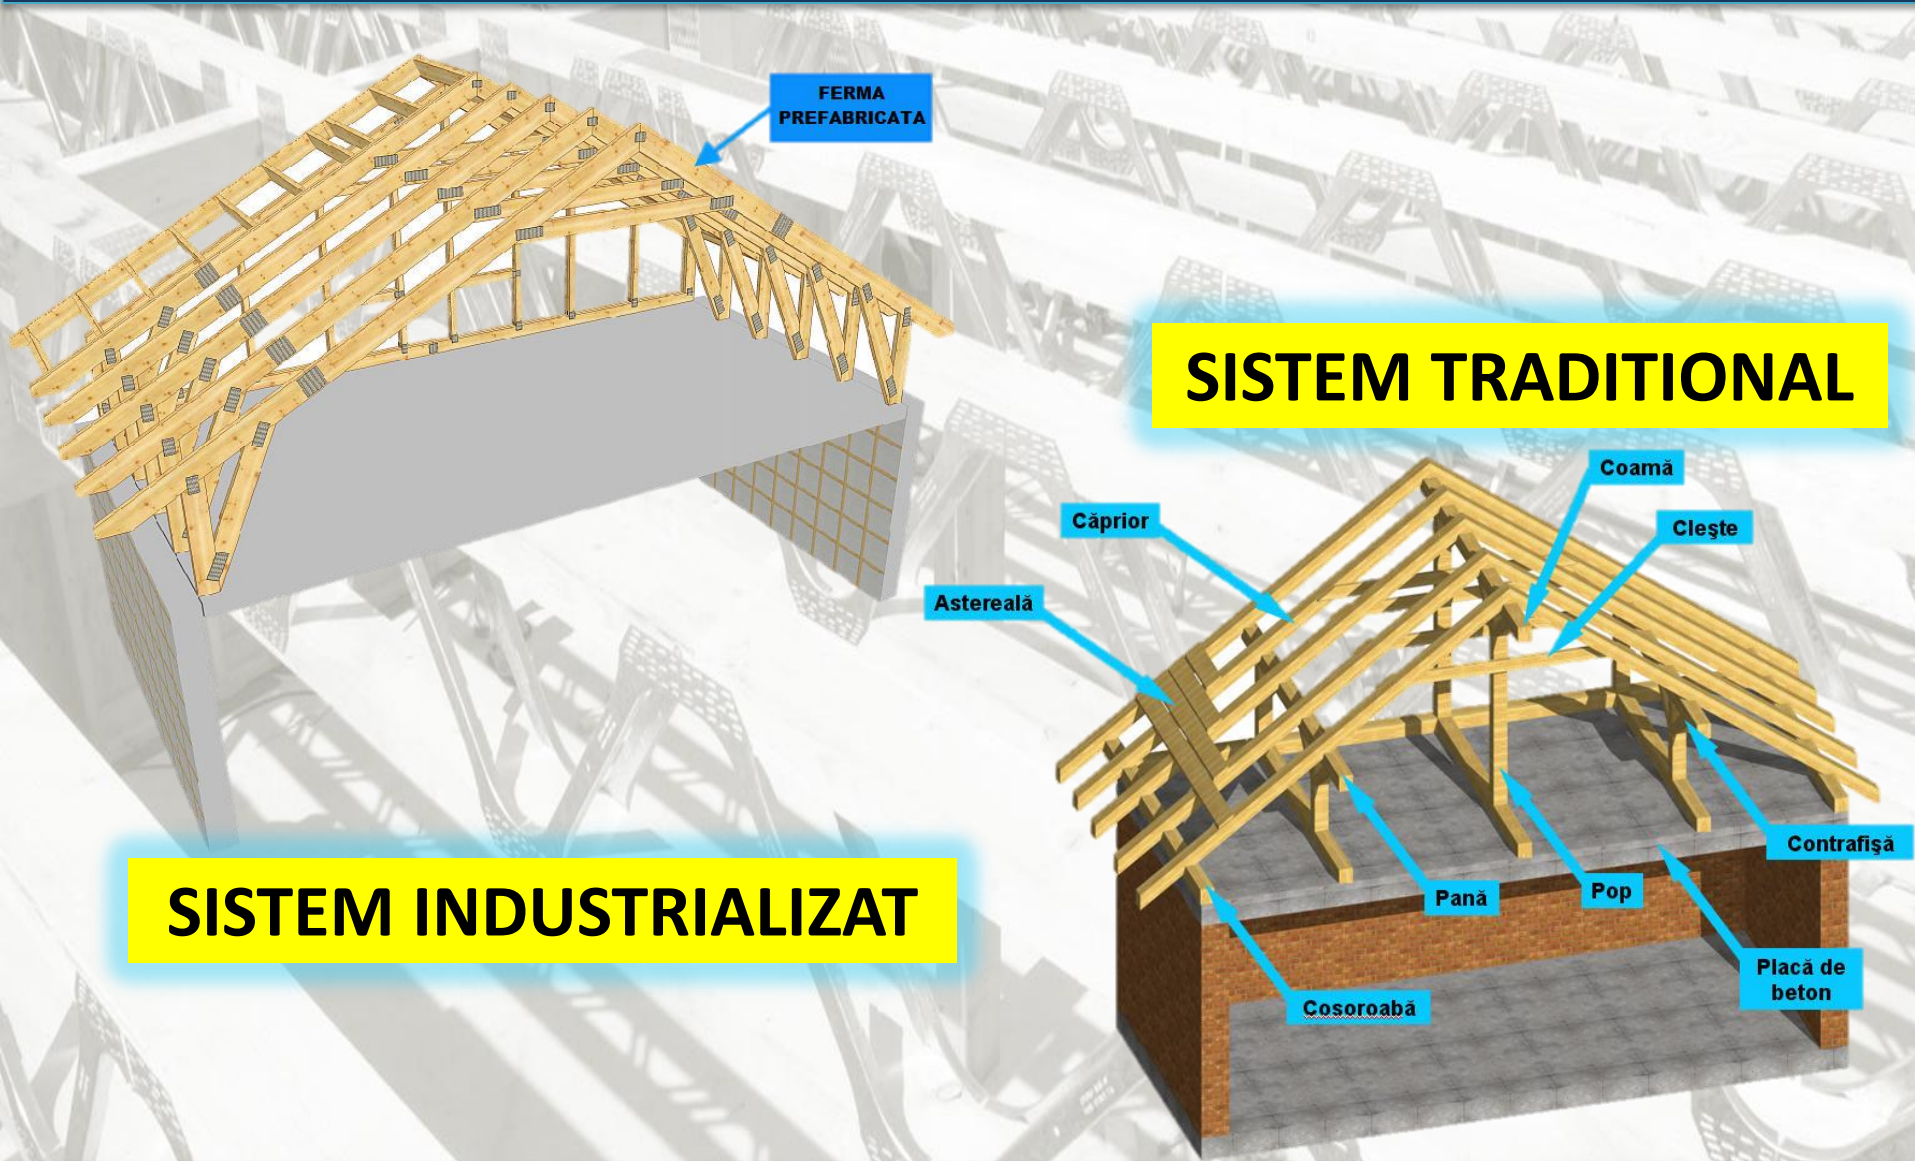 FERMA
PREFABRICATA
SISTEM TRADITIONAL
Coamă
Căprior
Cleşte
Astereală
Contrafişă
Pană
Pop
Placă de
beton
Cosoroabă
SISTEM INDUSTRIALIZAT